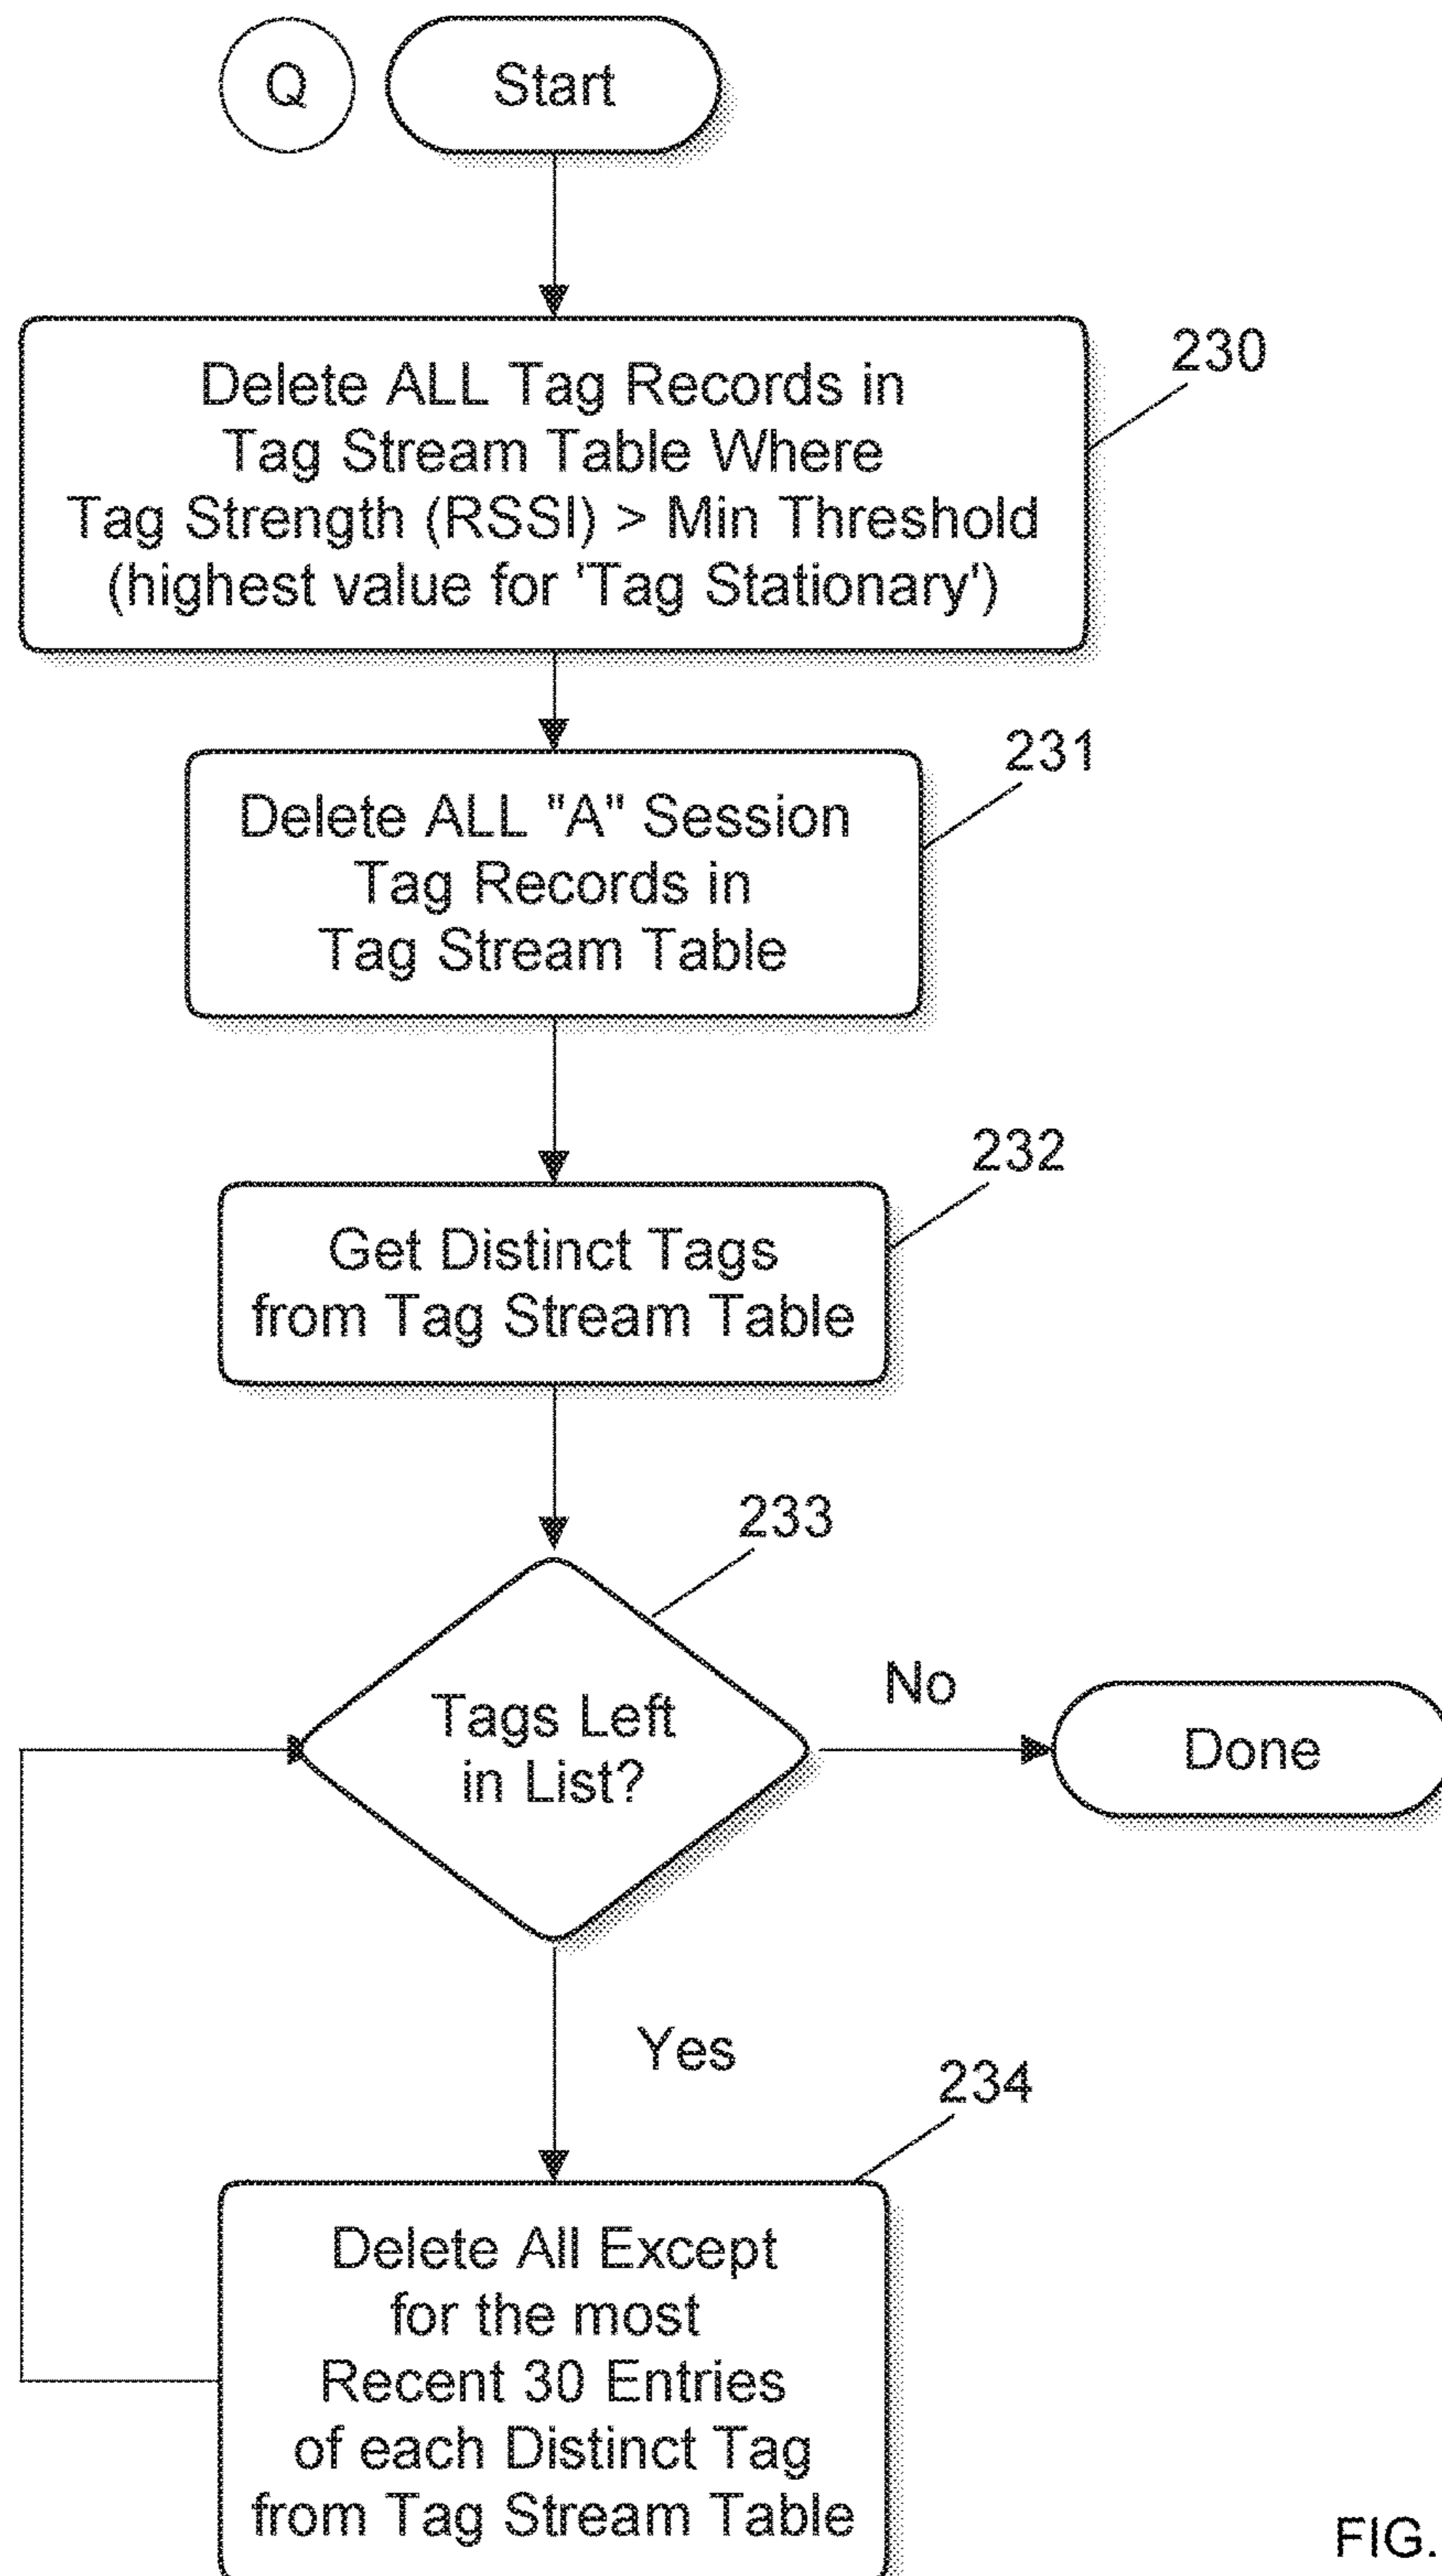 Q
Start
230
Delete ALL Tag Records in
Tag Stream Table Where
Tag Strength (RSSI) > Min Threshold
(highest value for 'Tag Stationary')
231
Delete ALL "A" Session
Tag Records in
Tag Stream Table
232
Get Distinct Tags
from Tag Stream Table
233
Tags Left
in List?
No
Done
Yes
234
Delete All Except
for the most
Recent 30 Entries
of each Distinct Tag
from Tag Stream Table
FIG.